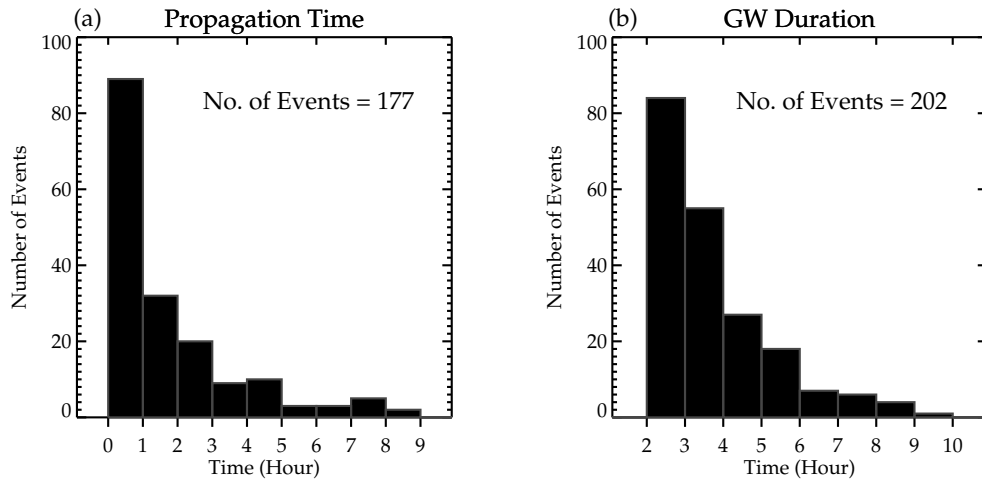 (a) Propagation Time
No. of Events = 177
Number of Events
100
80
60
40
20
0
0 1 2 3 4 5 6 7 8 9
Time (Hour)
(b) GW Duration
No. of Events = 202
Number of Events
100
80
60
40
20
0
2 3 4 5 6 7 8 9 10
Time (Hour)